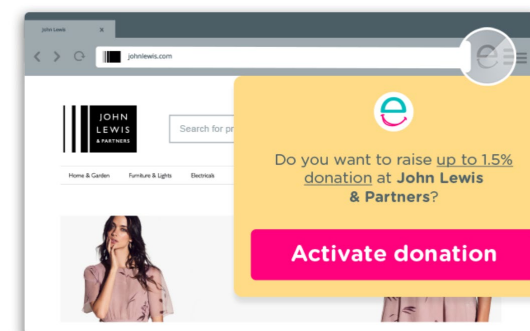 John Lewis X
johnlewis.com
JOHN
LEWIS
& PARTNERS
Search for pr
Home & Garden Furniture & Lights Electricals
e
Do you want to raise up to 1.5%
donation at John Lewis
& Partners?
Activate donation